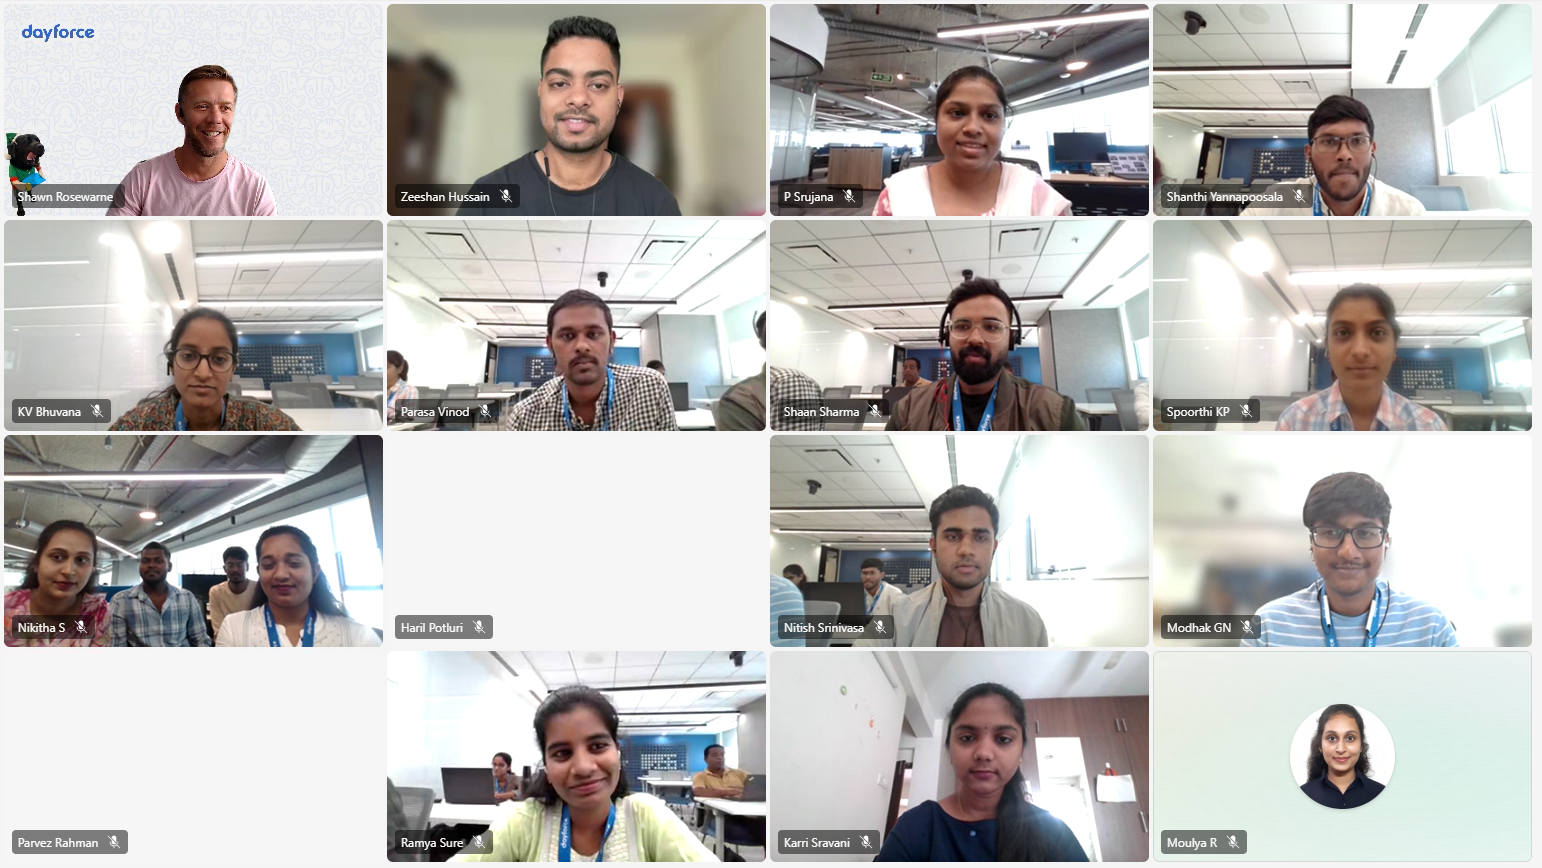 dayforce
Shawn Rosewarne
Zeeshan Hussain
P Srujana
Shanthi Yannapoosala
KV Bhuvana
Parasa Vinod
Shaan Sharma
Spoorthi KP
Nikitha S
Haril Potluri
Nitish Srinivasa
Modhak GN
Parvez Rahman
Ramya Sure
dayforce
Karri Sravani
Moulya R